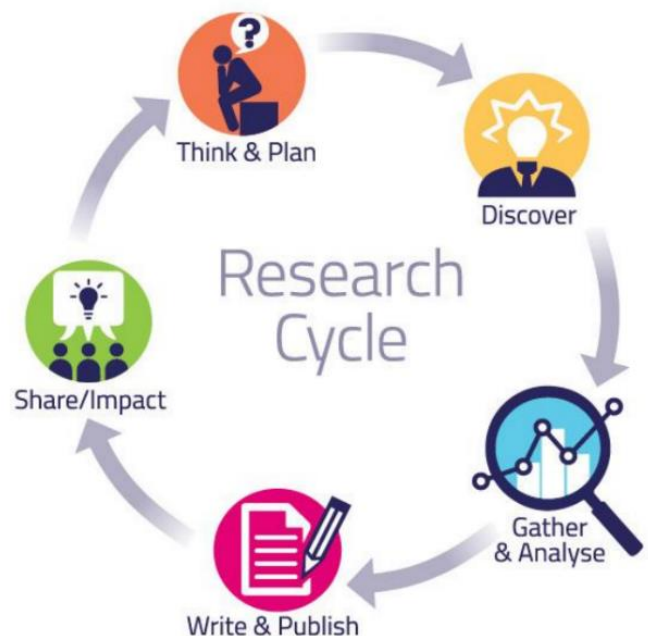 ?
Think & Plan
Discover
Research
Cycle
Share/Impact
Gather
& Analyse
Write & Publish